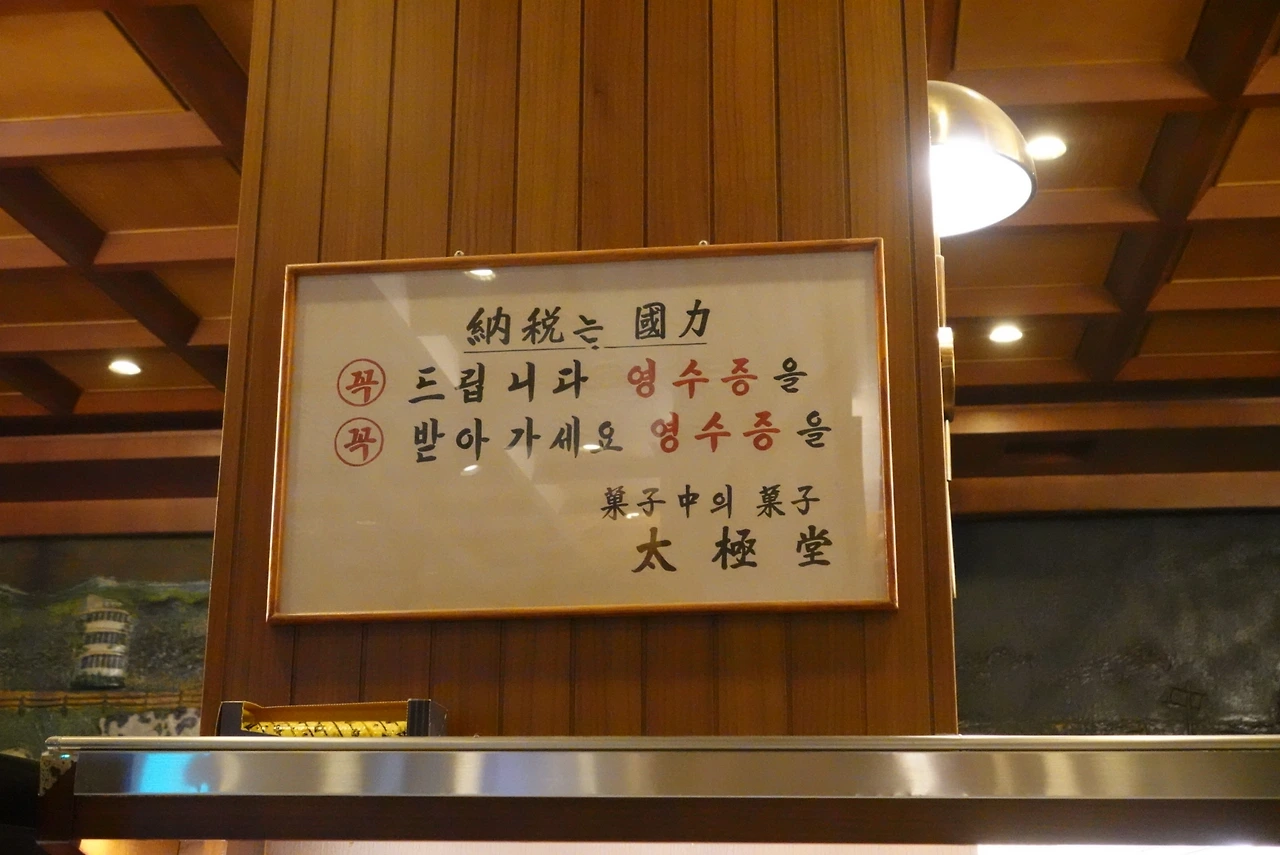 納税는 國力
꼭 드립니다 영수증을
꼭 받아 가세요 영수증을
菓子中의 菓子
太極堂